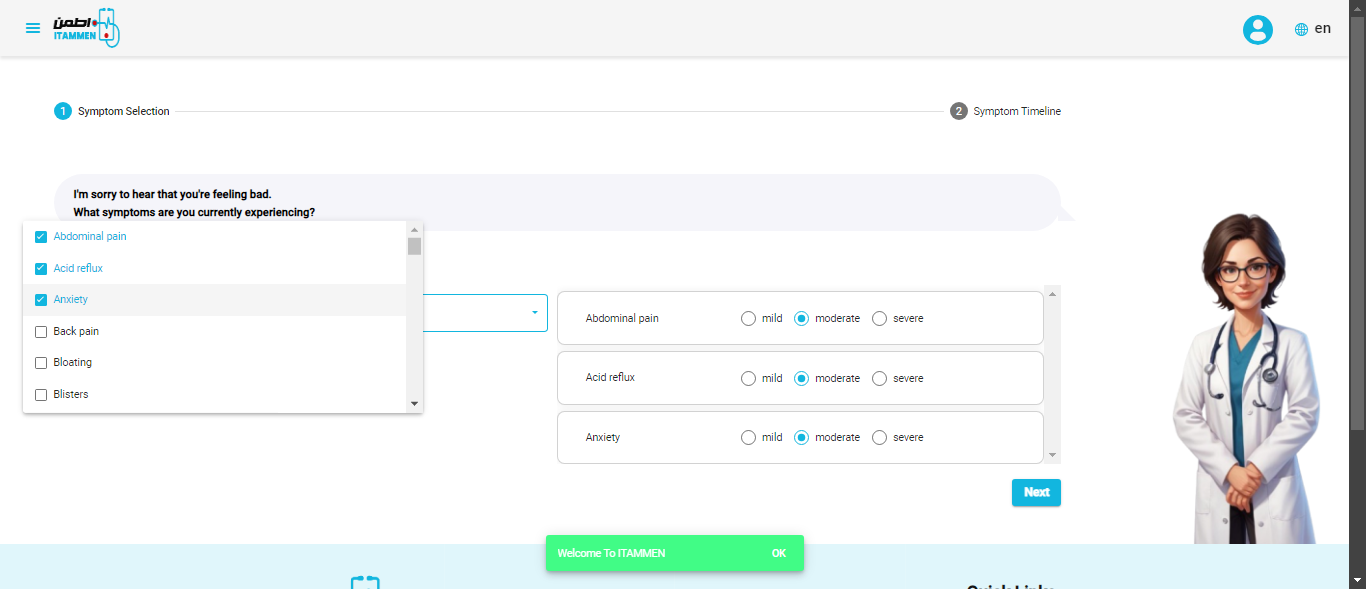 اطمن
ITAMMEN
en
1 Symptom Selection
2 Symptom Timeline
I'm sorry to hear that you're feeling bad.
What symptoms are you currently experiencing?
Abdominal pain
Acid reflux
Anxiety
Back pain
Bloating
Blisters
Abdominal pain mild moderate severe
Acid reflux mild moderate severe
Anxiety mild moderate severe
Next
Welcome To ITAMMEN OK
Quick Links